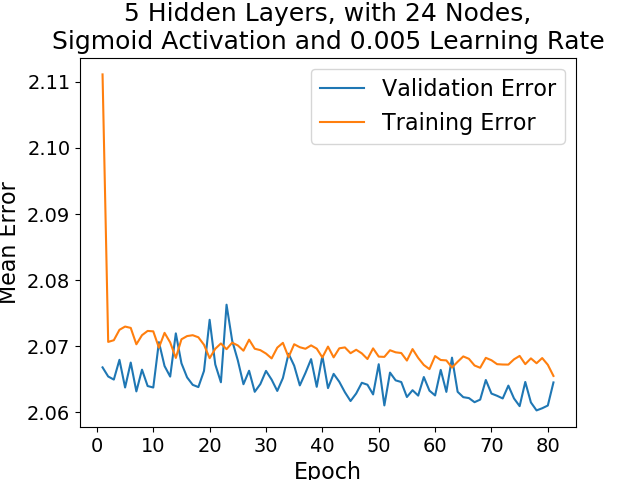 5 Hidden Layers, with 24 Nodes,
Sigmoid Activation and 0.005 Learning Rate
Validation Error
Training Error
Mean Error
2.11
2.10
2.09
2.08
2.07
2.06
0 10 20 30 40 50 60 70 80
Epoch